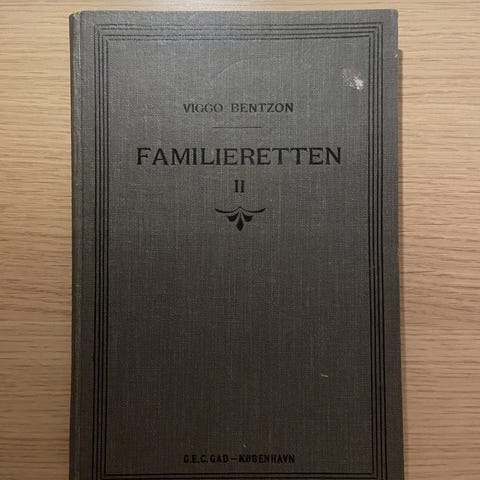 VIGGO BENTZON
FAMILIERETTEN
II
G.E.C. GAD – KØBENHAVN